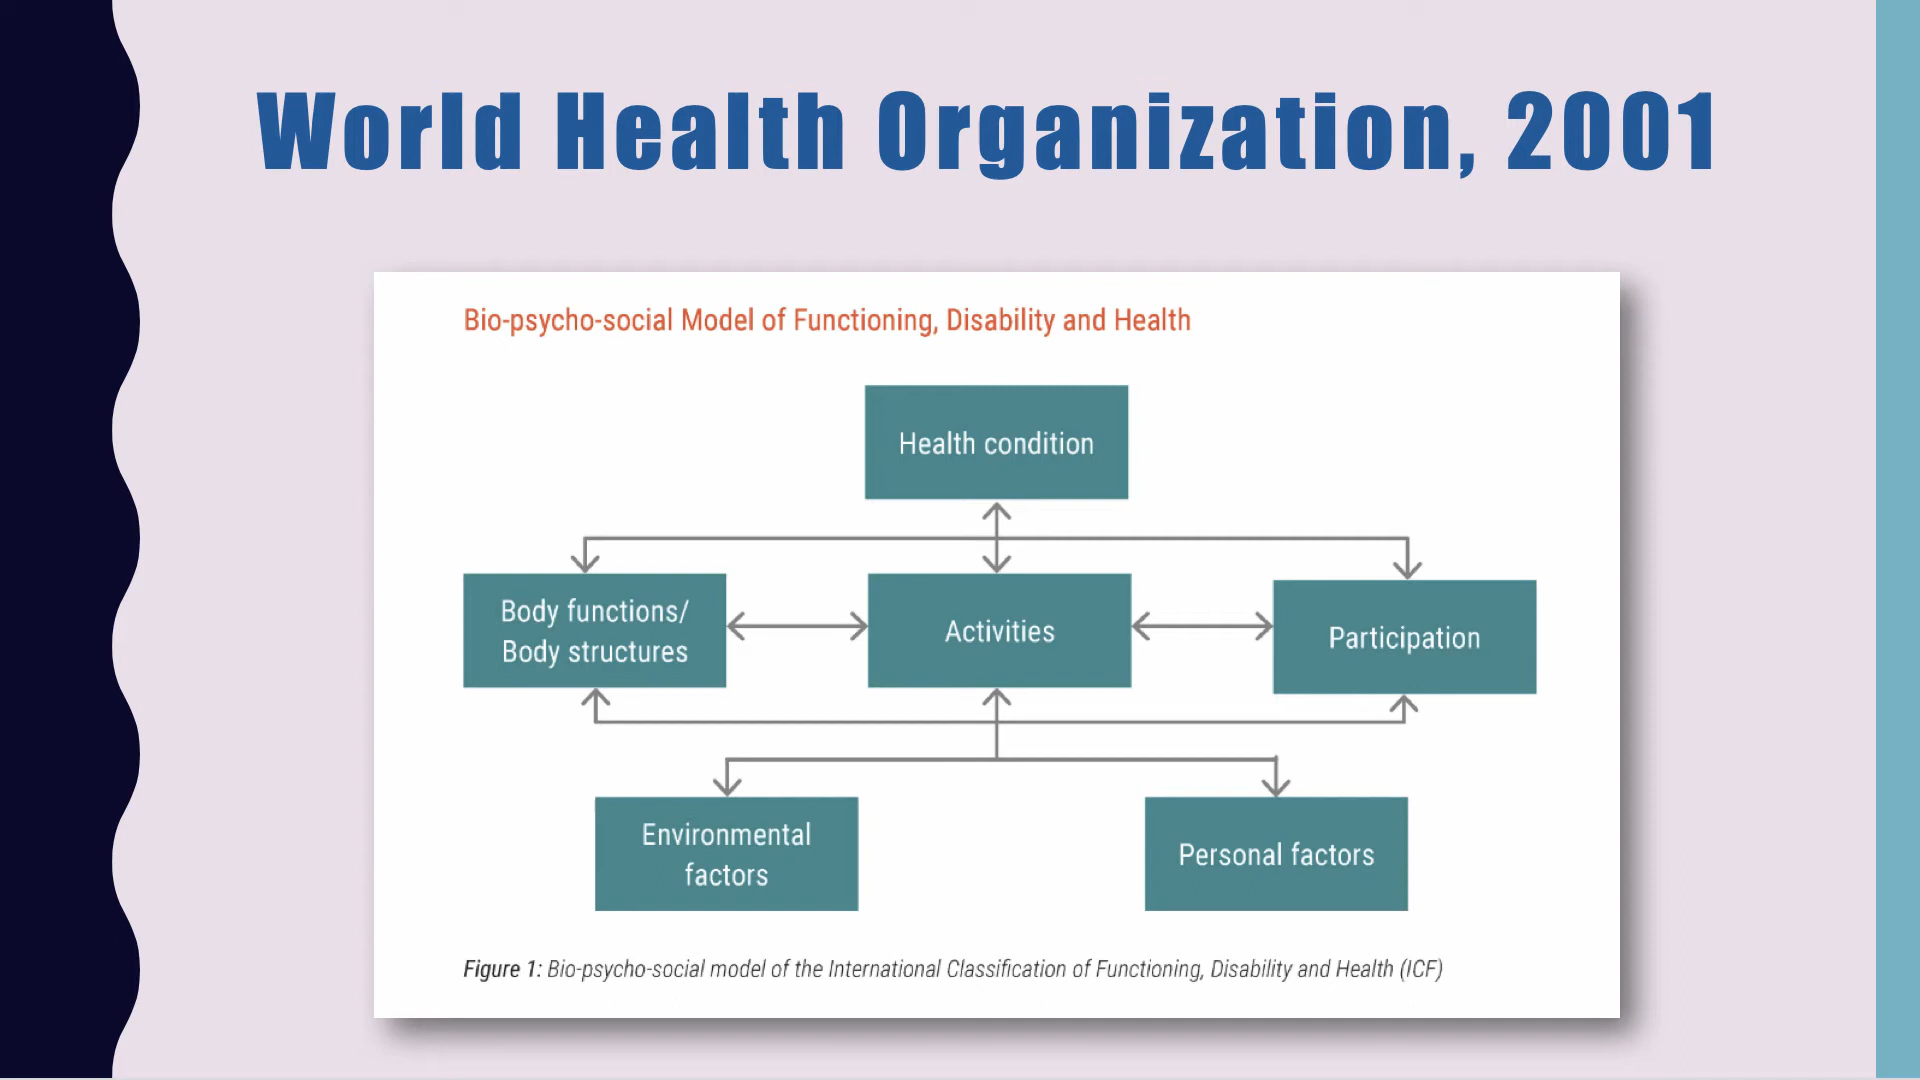 World Health Organization, 2001
Bio-psycho-social Model of Functioning, Disability and Health
Health condition
Body functions/
Body structures
Activities
Participation
Environmental
factors
Personal factors
Figure 1: Bio-psycho-social model of the International Classification of Functioning, Disability and Health (ICF)